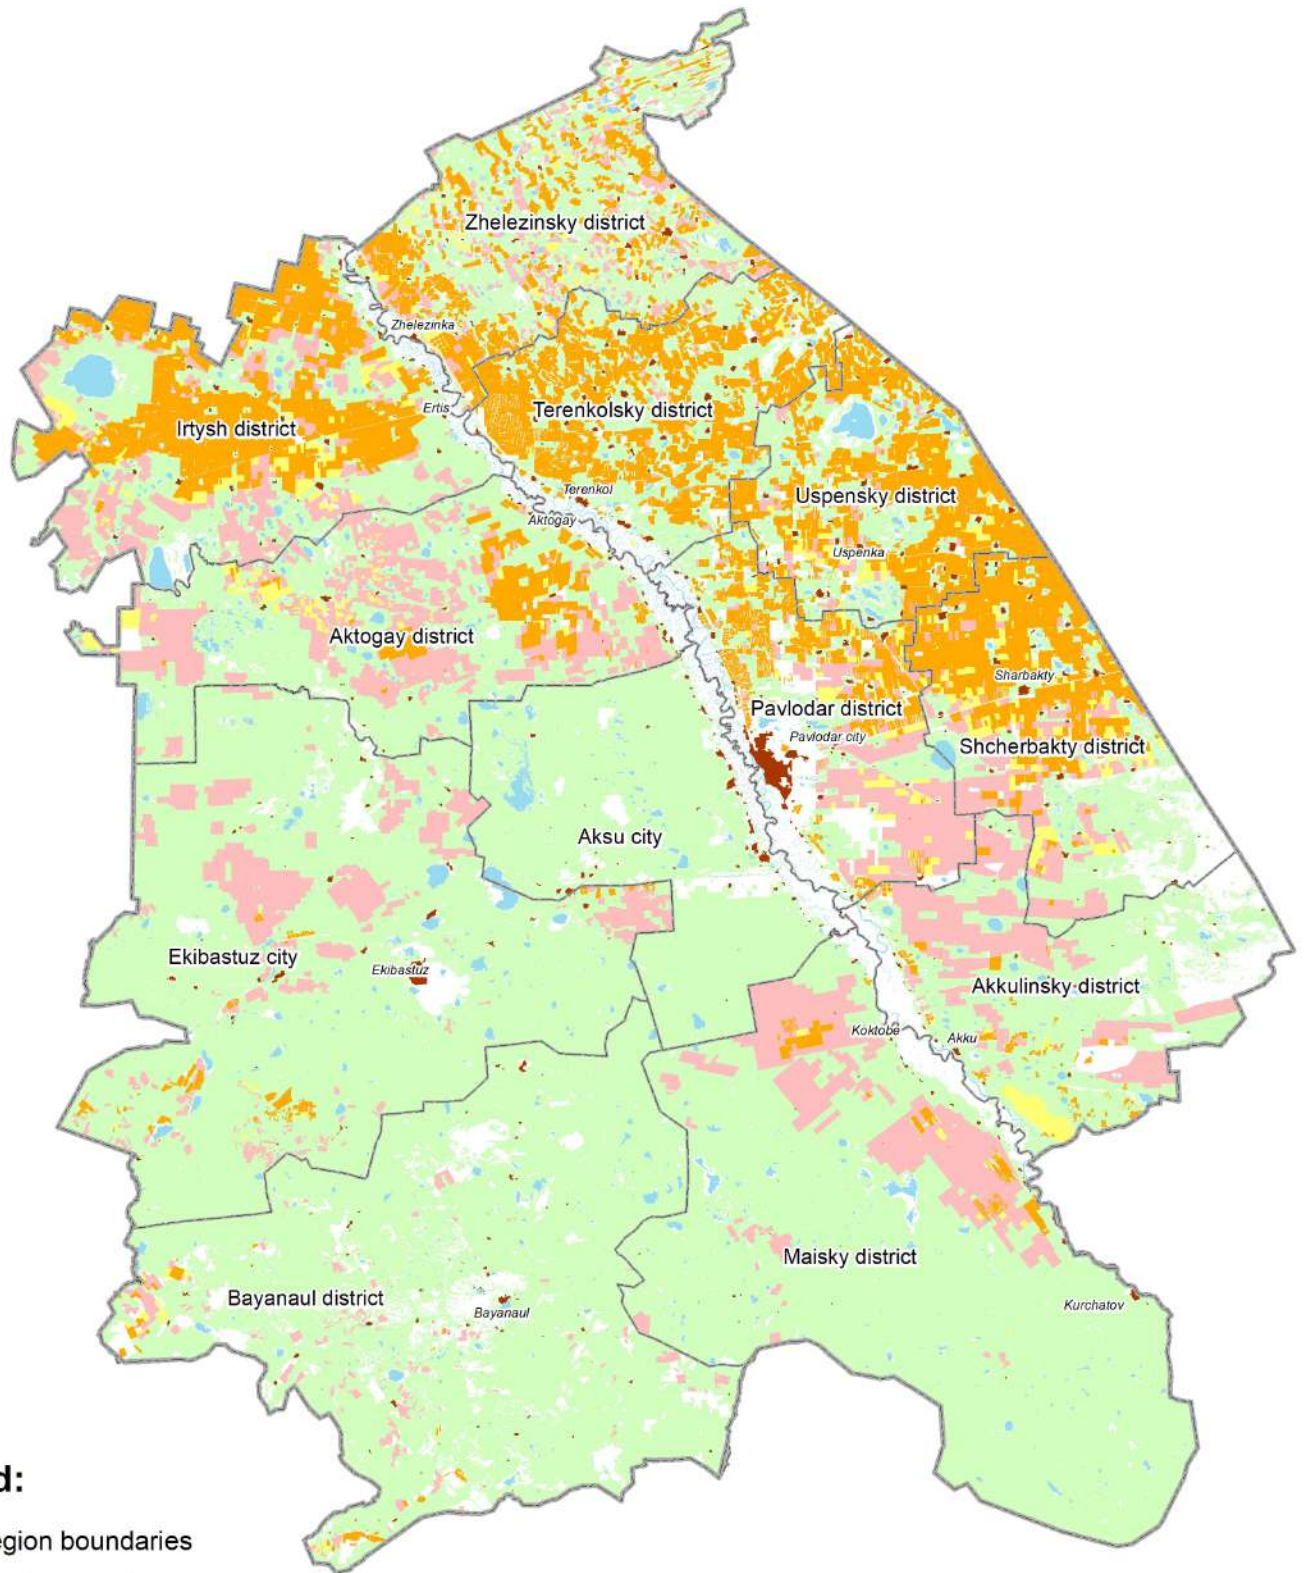 Zhelezinsky district
Zhelezinka
Ertis
Terenkolsky district
Irtysh district
Terenkol
Aktogay
Uspensky district
Uspenka
Aktogay district
Sharbakty
Pavlodar district
Pavlodar city
Shcherbakty district
Aksu city
Ekibastuz city
Ekibastuz
Akkulinsky district
Koktobe
Akku
Maisky district
Bayanaul district
Bayanaul
Kurchatov
d:
egion boundaries